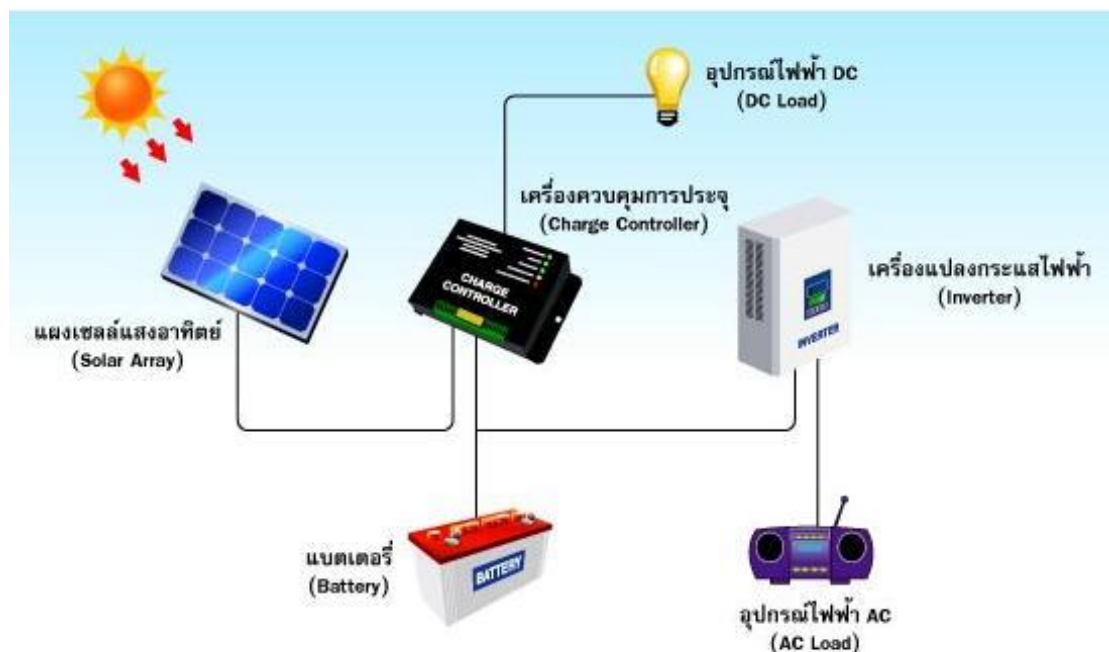 อุปกรณ์ไฟฟ้า DC
(DC Load)
เครื่องควบคุมการประจุ
(Charge Controller)
CHARGE
CONTROLLER
เครื่องแปลงกระแสไฟฟ้า
(Inverter)
INVERTER
แผงเซลล์แสงอาทิตย์
(Solar Array)
แบตเตอรี่
(Battery)
BATTERY
อุปกรณ์ไฟฟ้า AC
(AC Load)